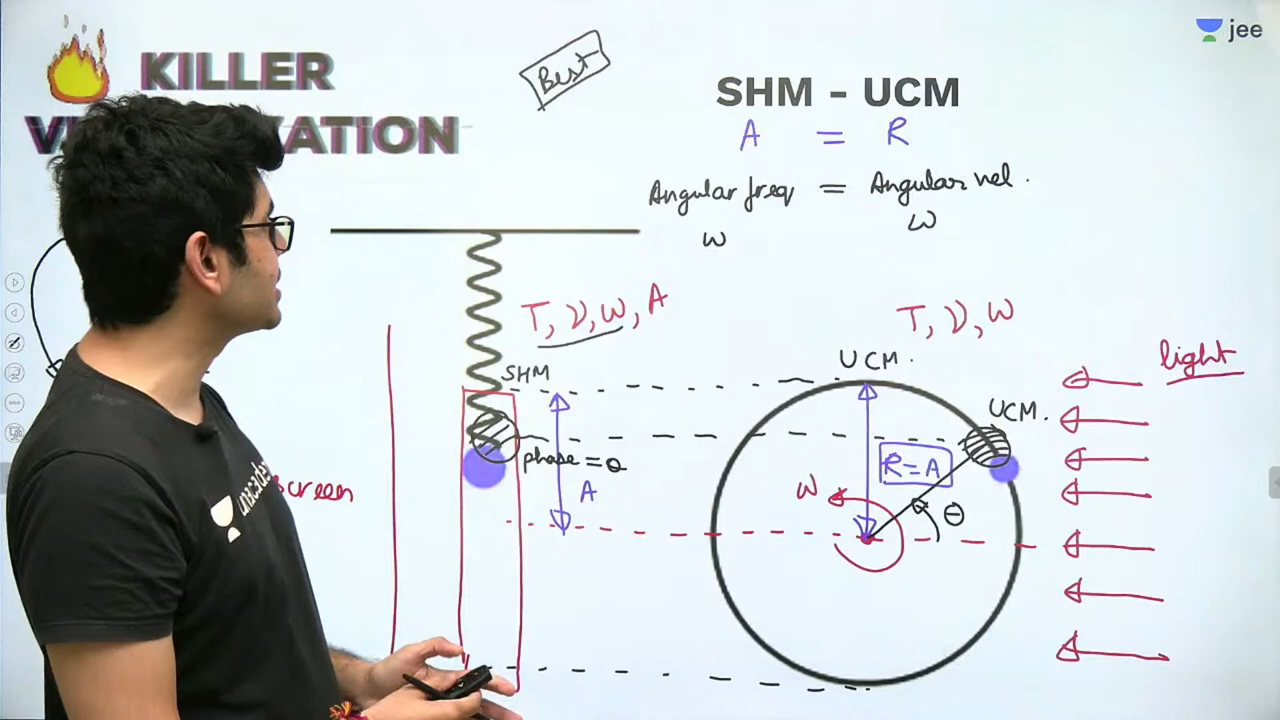 KILLER
Best
jee
SHM - UCM
A = R
Angular freq = Angular vel.
ω ω
T, ν, ω, A
T, ν, ω
light
UCM.
SHM
UCM.
phase = θ
R=A
A
ω
θ
screen